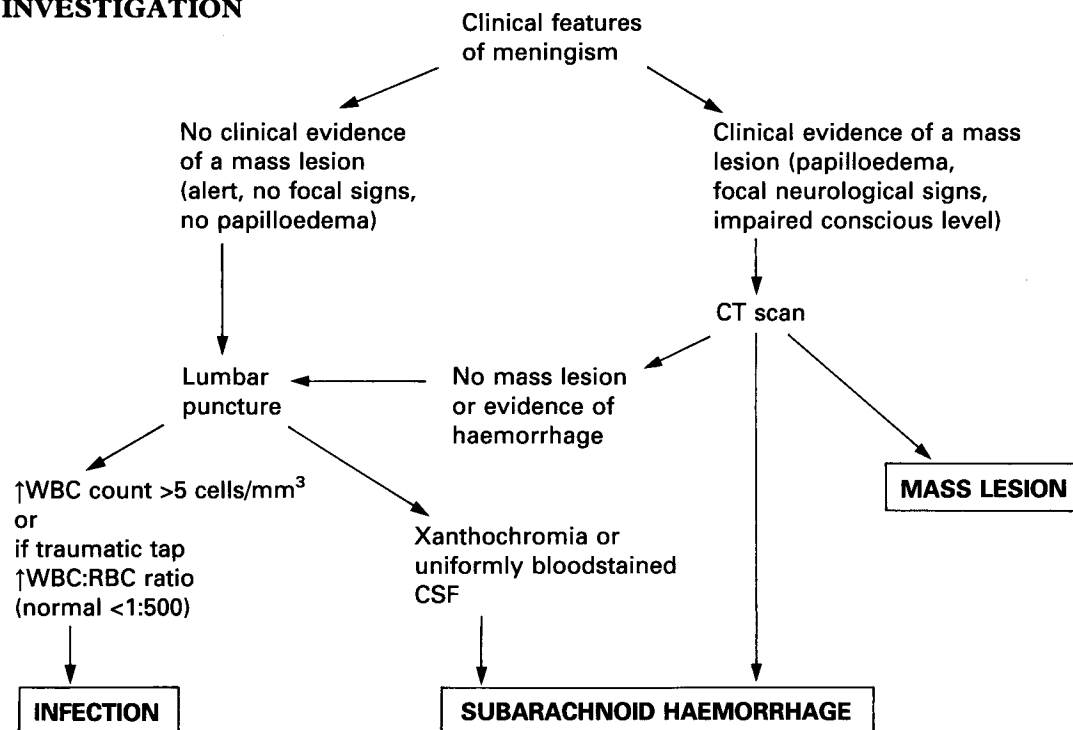 INVESTIGATION
Clinical features
of meningism
No clinical evidence
of a mass lesion
(alert, no focal signs,
no papilloedema)
Clinical evidence of a mass
lesion (papilloedema,
focal neurological signs,
impaired conscious level)
CT scan
Lumbar
puncture
No mass lesion
or evidence of
haemorrhage
MASS LESION
↑WBC count >5 cells/mm³
or
if traumatic tap
↑WBC:RBC ratio
(normal <1:500)
Xanthochromia or
uniformly bloodstained
CSF
INFECTION
SUBARACHNOID HAEMORRHAGE